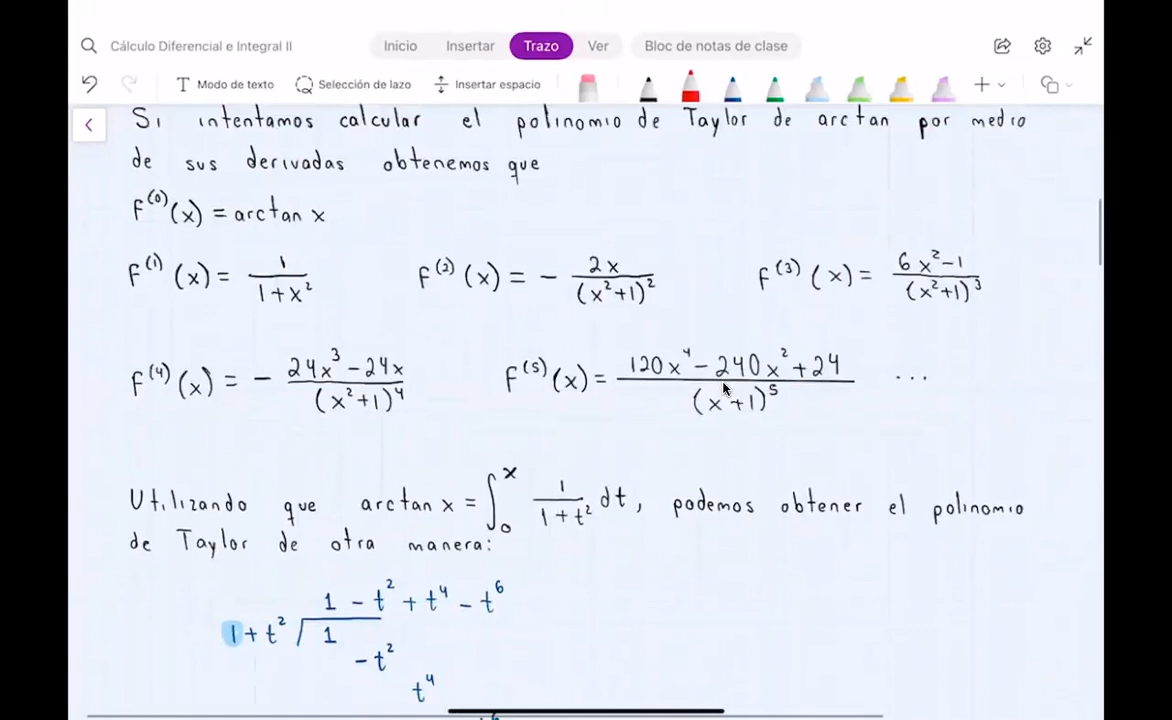 Cálculo Diferencial e Integral II Inicio Insertar Trazo Ver Bloc de notas de clase
Modo de texto Selección de lazo Insertar espacio
Si intentamos calcular el polinomio de Taylor de arctan por medio
de sus derivadas obtenemos que
f^(0)(x) = arctan x
f^(1)(x) = 1/(1+x²) f^(2)(x) = - 2x/(x²+1)² f^(3)(x) = (6x²-1)/(x²+1)³
f^(4)(x) = - (24x³-24x)/(x²+1)⁴ f^(5)(x) = (120x⁴-240x²+24)/(x²+1)⁵ ...
Utilizando que arctan x = ∫₀ˣ 1/(1+t²) dt, podemos obtener el polinomio
de Taylor de otra manera:
1 - t² + t⁴ - t⁶
1 + t² / 1
- t²
t⁴